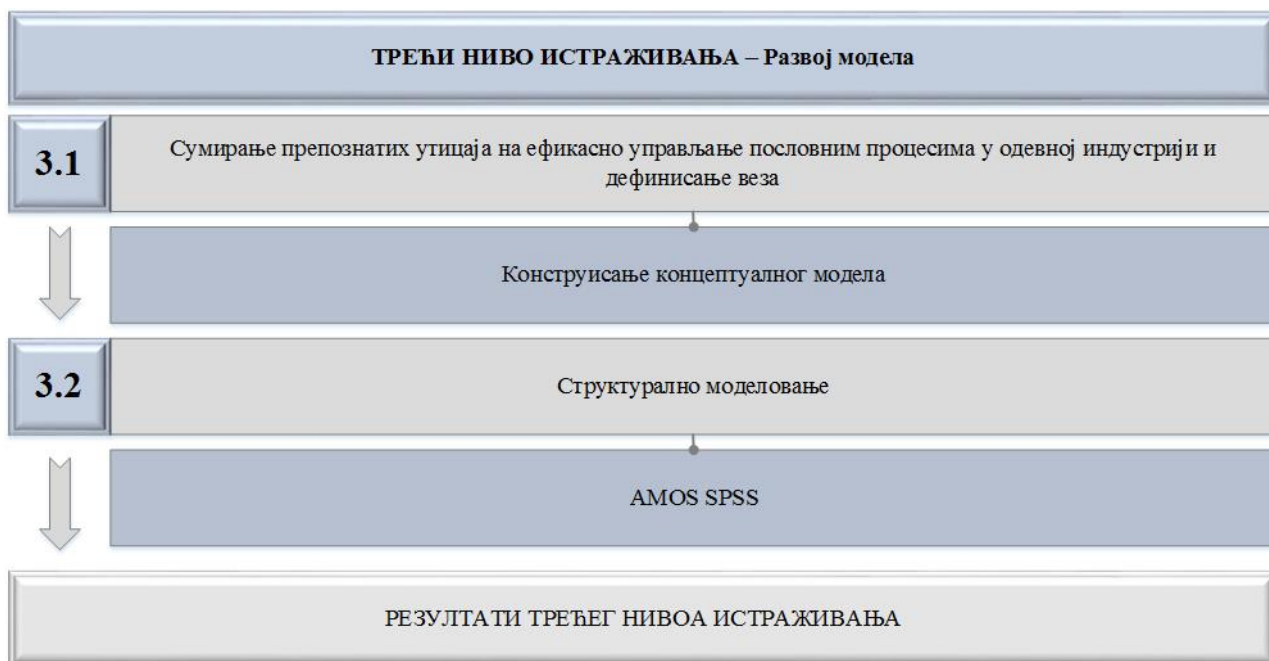 ТРЕЋИ НИВО ИСТРАЖИВАЊА – Развој модела
3.1
Сумирање препознатих утицаја на ефикасно управљање пословним процесима у одевној индустрији и
дефинисање веза
Конструисање концептуалног модела
3.2
Структурално моделовање
AMOS SPSS
РЕЗУЛТАТИ ТРЕЋЕГ НИВОА ИСТРАЖИВАЊА